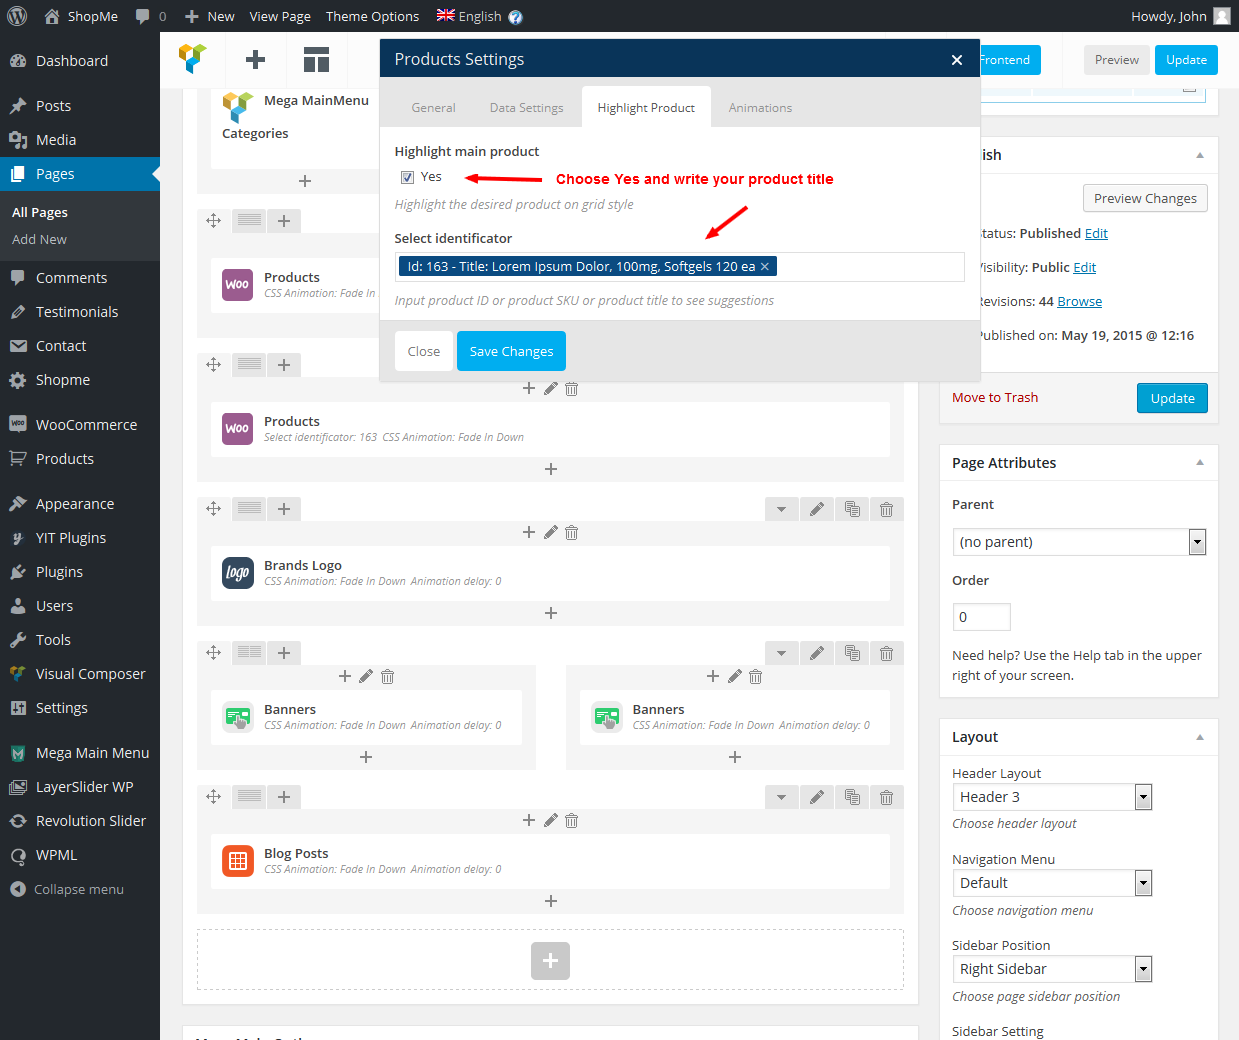 ShopMe
0
New
View Page
Theme Options
English
Howdy, John
Dashboard
Posts
Media
Pages
All Pages
Add New
Comments
Testimonials
Contact
Shopme
WooCommerce
Products
Appearance
YIT Plugins
Plugins
Users
Tools
Visual Composer
Settings
Mega Main Menu
LayerSlider WP
Revolution Slider
WPML
Collapse menu
Products Settings
General
Data Settings
Highlight Product
Animations
Highlight main product
Yes
Choose Yes and write your product title
Highlight the desired product on grid style
Select identificator
Id: 163 - Title: Lorem Ipsum Dolor, 100mg, Softgels 120 ea ×
Input product ID or product SKU or product title to see suggestions
Close
Save Changes
Frontend
Preview
Update
Mega MainMenu
Categories
Woo
Products
CSS Animation: Fade In
Woo
Products
Select identificator: 163 CSS Animation: Fade In Down
logo
Brands Logo
CSS Animation: Fade In Down Animation delay: 0
Banners
CSS Animation: Fade In Down Animation delay: 0
Banners
CSS Animation: Fade In Down Animation delay: 0
Blog Posts
CSS Animation: Fade In Down Animation delay: 0
Preview Changes
Status: Published Edit
Visibility: Public Edit
Revisions: 44 Browse
Published on: May 19, 2015 @ 12:16
Move to Trash
Update
Page Attributes
Parent
(no parent)
Order
0
Need help? Use the Help tab in the upper
right of your screen.
Layout
Header Layout
Header 3
Choose header layout
Navigation Menu
Default
Choose navigation menu
Sidebar Position
Right Sidebar
Choose page sidebar position
Sidebar Setting